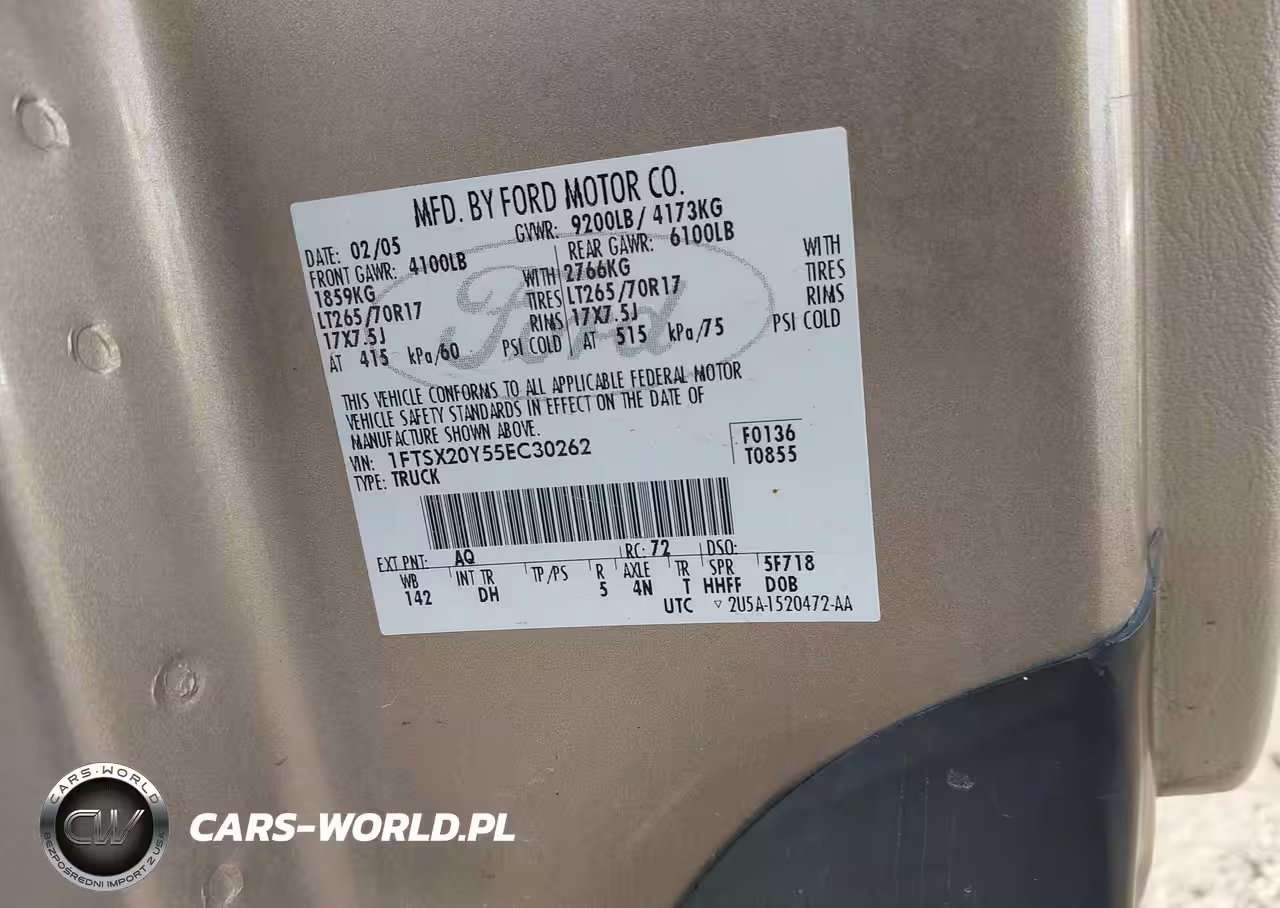 MFD. BY FORD MOTOR CO.
DATE: 02/05 GVWR: 9200LB/ 4173KG
FRONT GAWR: 4100LB REAR GAWR: 6100LB
1859KG WITH 2766KG WITH
LT265/70R17 TIRES LT265/70R17 TIRES
17X7.5J RIMS 17X7.5J RIMS
AT 415 kPa/60 PSI COLD AT 515 kPa/75 PSI COLD
Ford
THIS VEHICLE CONFORMS TO ALL APPLICABLE FEDERAL MOTOR
VEHICLE SAFETY STANDARDS IN EFFECT ON THE DATE OF
MANUFACTURE SHOWN ABOVE.
VIN: 1FTSX20Y55EC30262
TYPE: TRUCK
F0136
T0855
EXT PNT: AQ RC: 72 DSO:
WB INT TR TP/PS R AXLE TR SPR 5F718
142 DH 5 4N T HHFF DOB
UTC ▽ 2U5A-1520472-AA
CARS-WORLD
CW
BEZPOŚREDNI IMPORT Z USA
CARS-WORLD.PL